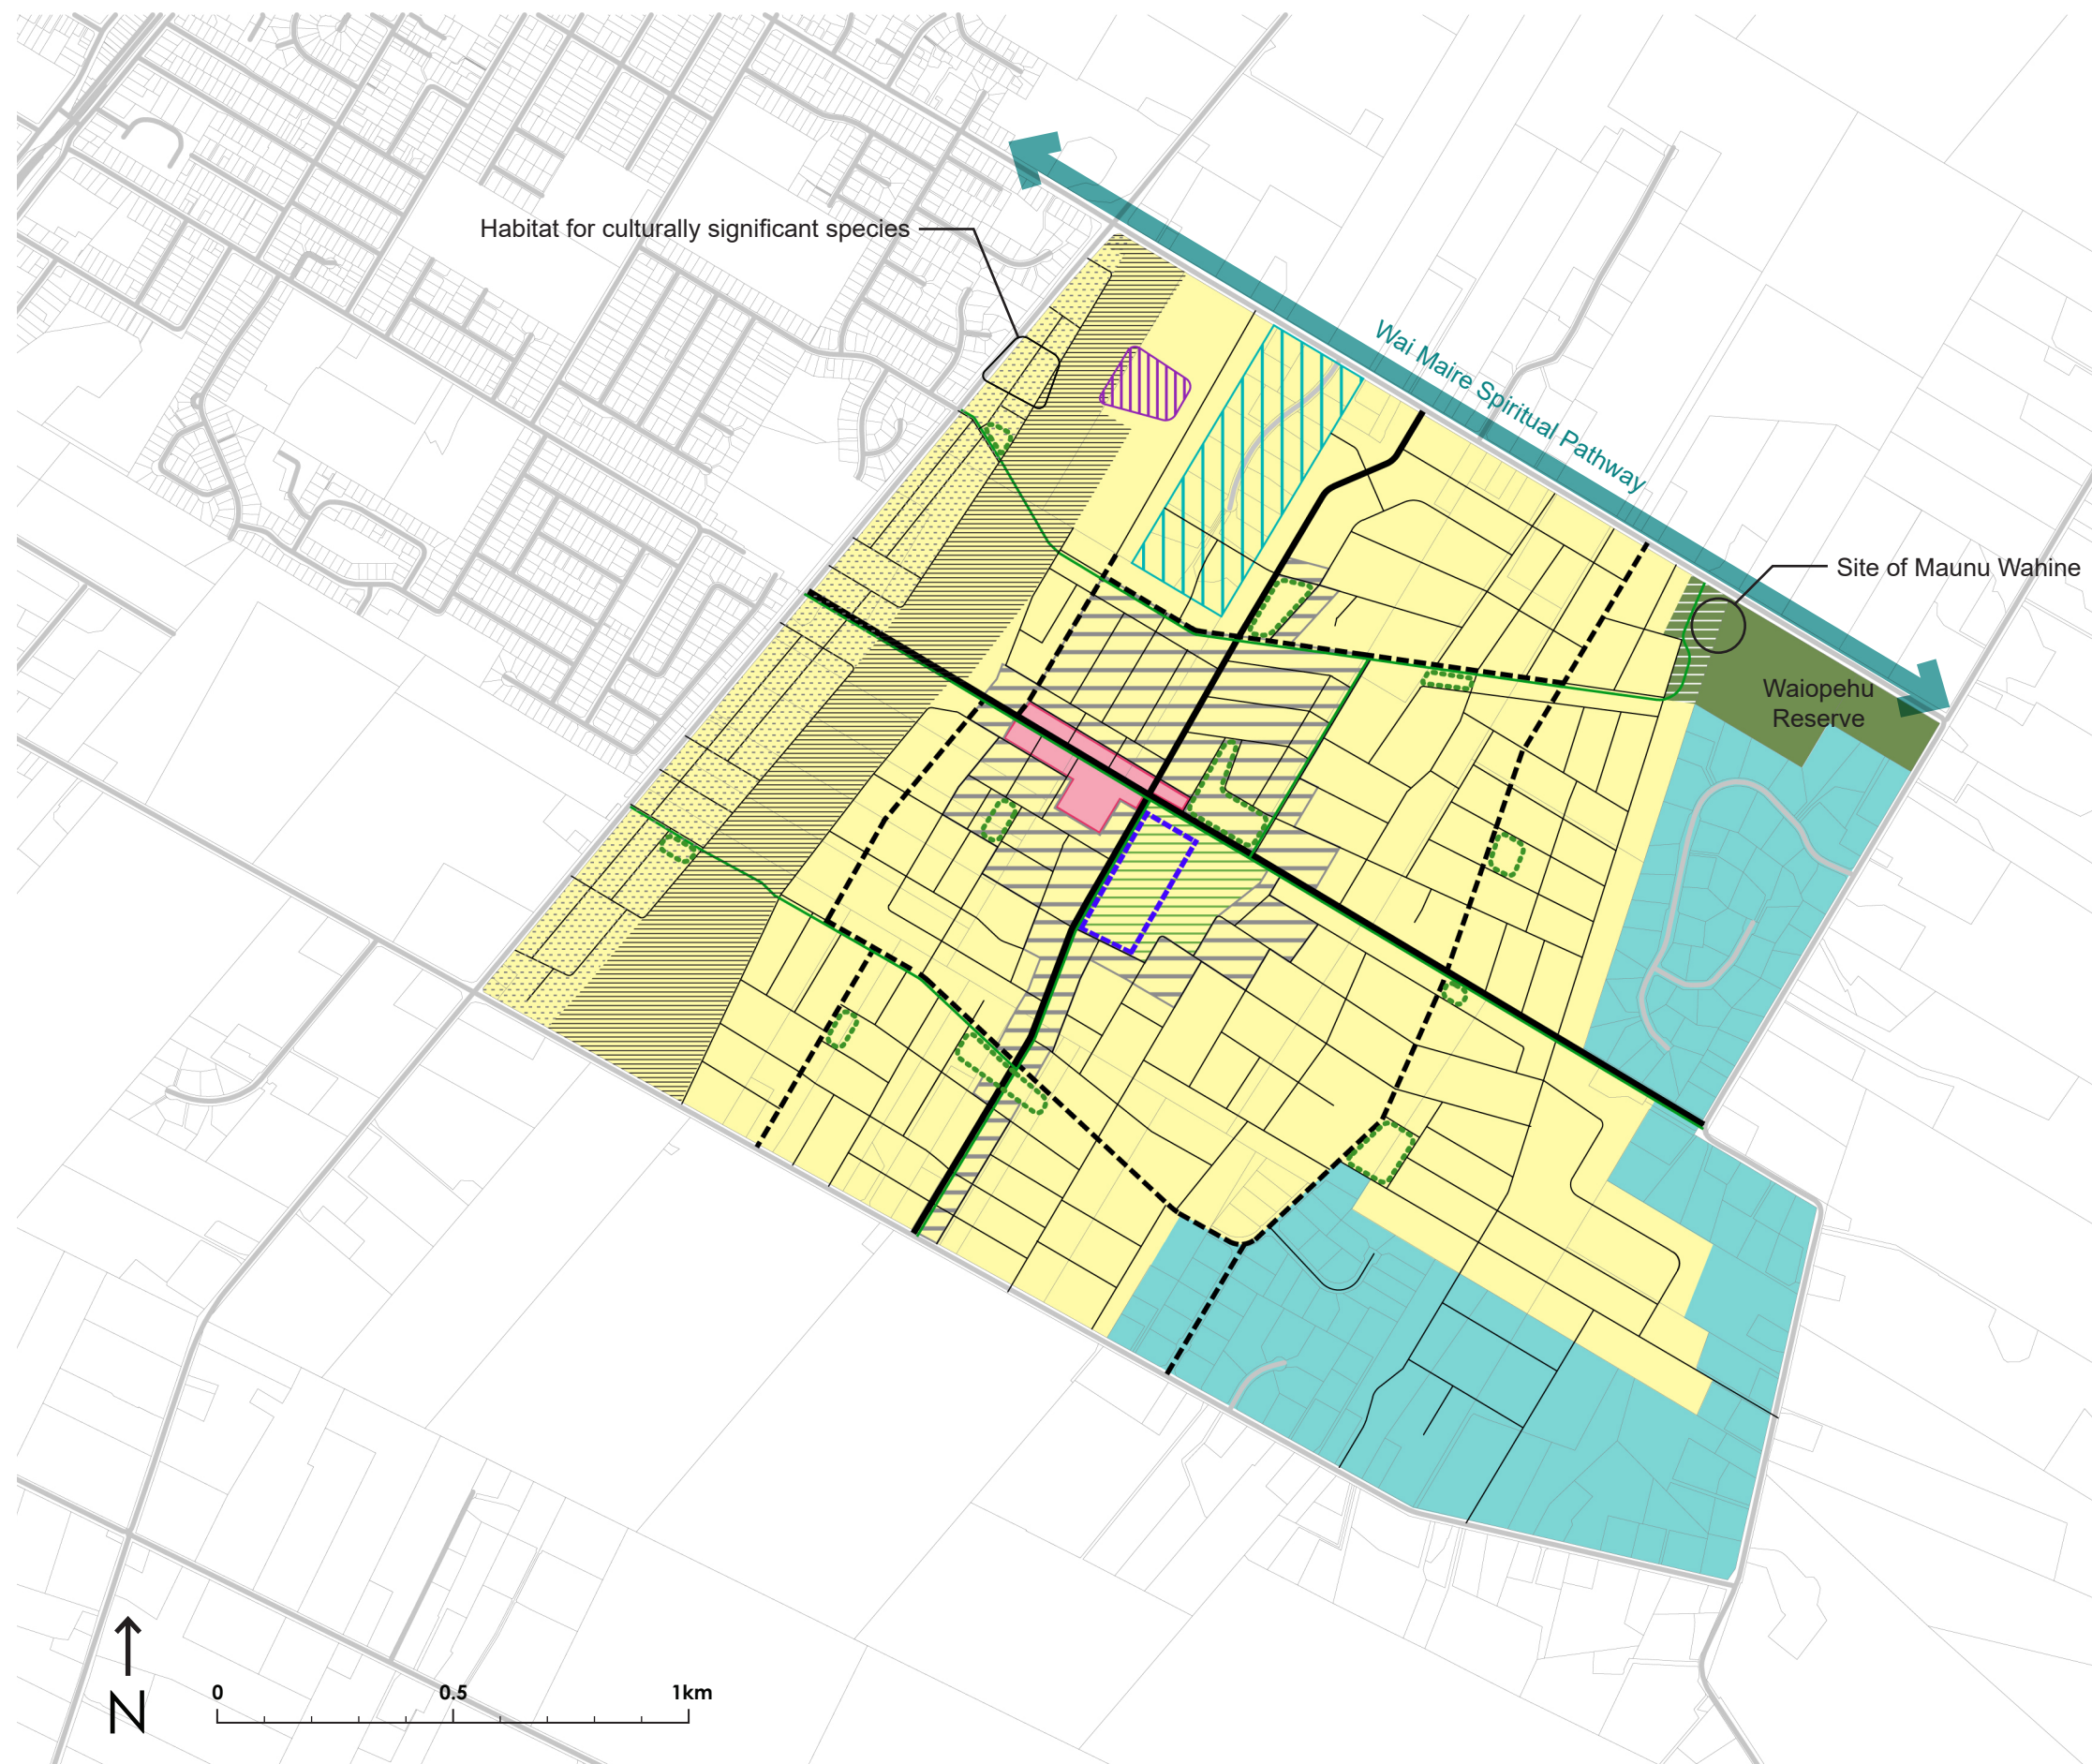 Habitat for culturally significant species
Wai Maire Spiritual Pathway
Site of Maunu Wahine
Waiopehu
Reserve
0 0.5 1km
N